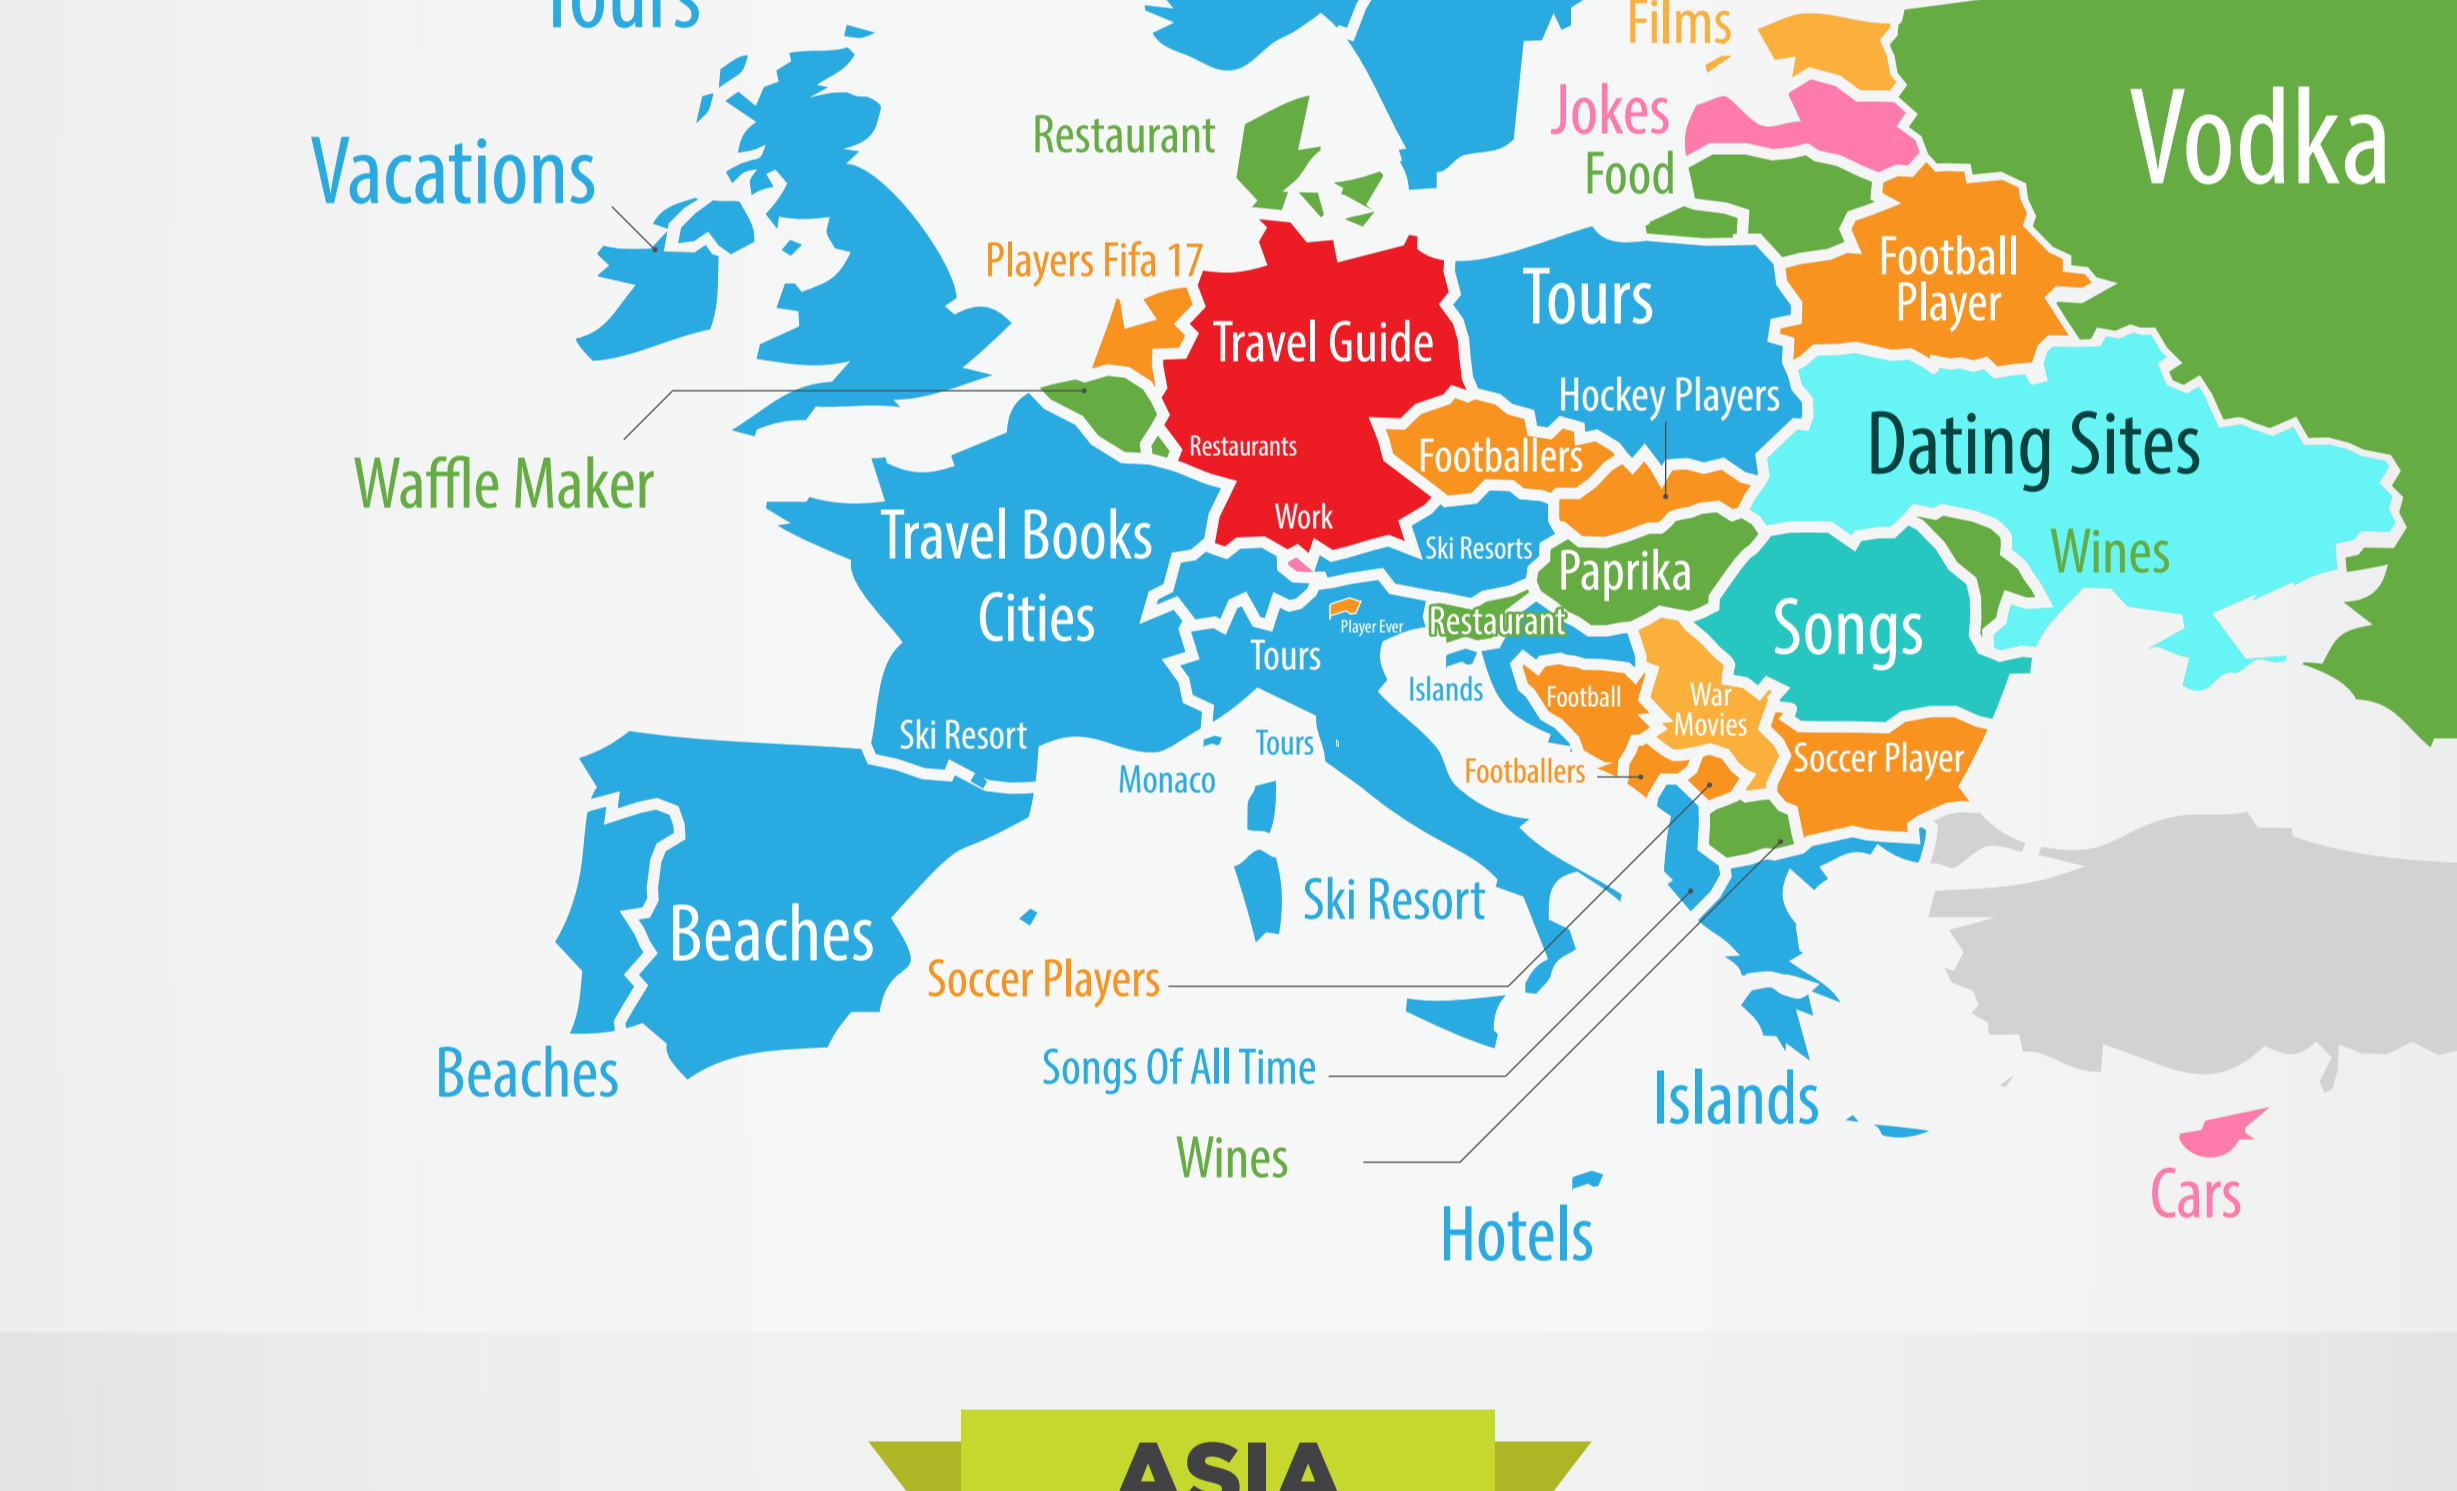 Tours
Films
Vodka
Jokes
Restaurant
Vacations
Food
Football
Player
Players Fifa 17
Tours
Travel Guide
Hockey Players
Dating Sites
Restaurants
Footballers
Waffle Maker
Work
Travel Books
Ski Resorts
Wines
Paprika
Cities
Player Ever
Restaurant
Songs
Tours
Islands
Football
War
Movies
Ski Resort
Tours
Monaco
Footballers
Soccer Player
Ski Resort
Beaches
Soccer Players
Beaches
Songs Of All Time
Islands
Wines
Cars
Hotels
ASIA